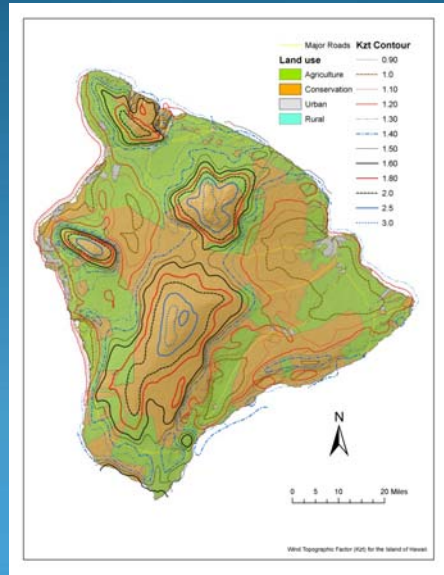 Major Roads
Land use
Agriculture
Conservation
Urban
Rural
Kzt Contour
0.90
1.0
1.10
1.20
1.30
1.40
1.50
1.60
1.80
2.0
2.5
3.0
N
0 5 10 20 Miles
Wind Topographic Factor (Kzt) for the Island of Hawaii